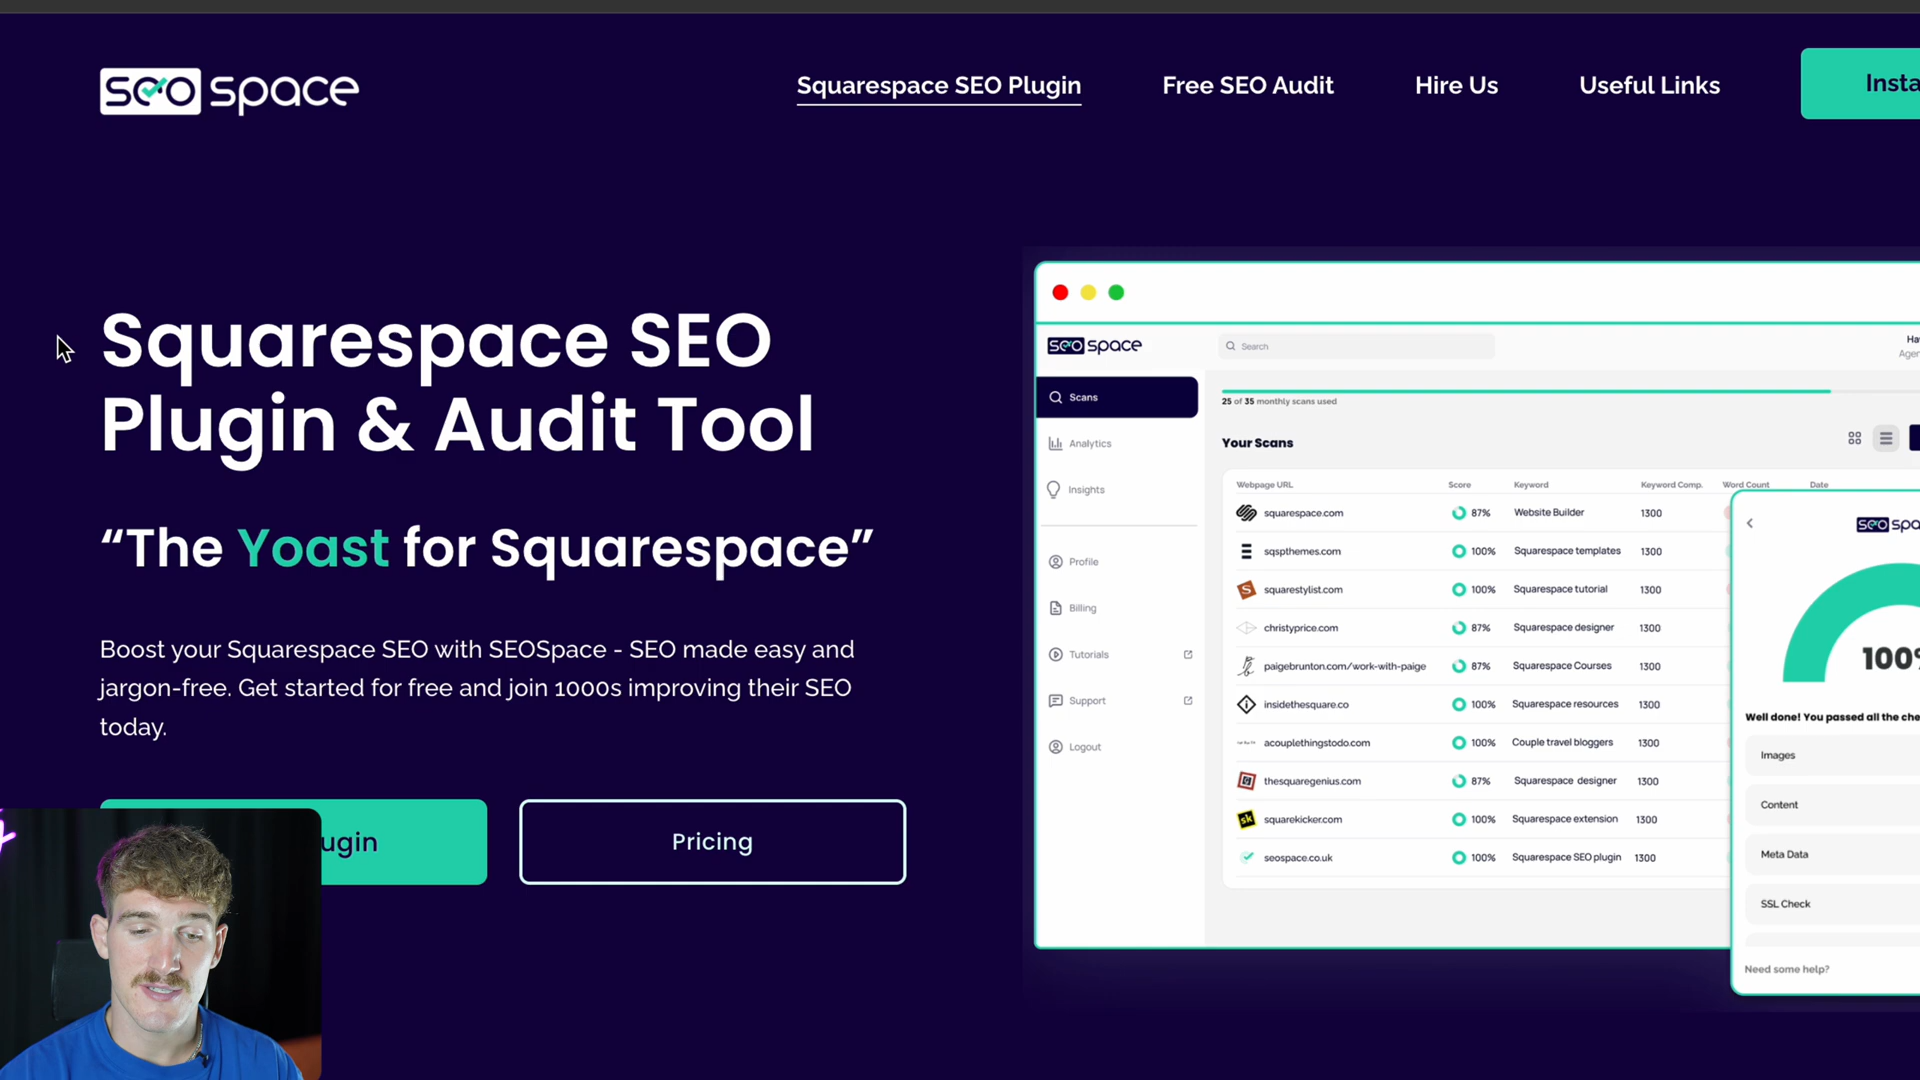 seo space
Squarespace SEO Plugin
Free SEO Audit
Hire Us
Useful Links
Squarespace SEO
Plugin & Audit Tool
“The Yoast for Squarespace”
Boost your Squarespace SEO with SEOSpace - SEO made easy and
jargon-free. Get started for free and join 1000s improving their SEO
today.
Pricing
seo space
Search
Scans
Analytics
Insights
Profile
Billing
Tutorials
Support
Logout
25 of 35 monthly scans used
Your Scans
Webpage URL Score Keyword Keyword Comp. Word Count Date
squarespace.com 87% Website Builder 1300
sqspthemes.com 100% Squarespace templates 1300
squarestylist.com 100% Squarespace tutorial 1300
christyprice.com 87% Squarespace designer 1300
paigebrunton.com/work-with-paige 87% Squarespace Courses 1300
insidethesquare.co 100% Squarespace resources 1300
acouplethingstodo.com 100% Couple travel bloggers 1300
thesquaregenius.com 87% Squarespace designer 1300
sk squarekicker.com 100% Squarespace extension 1300
seospace.co.uk 100% Squarespace SEO plugin 1300
100%
Well done! You passed all the
Images
Content
Meta Data
SSL Check
Need some help?